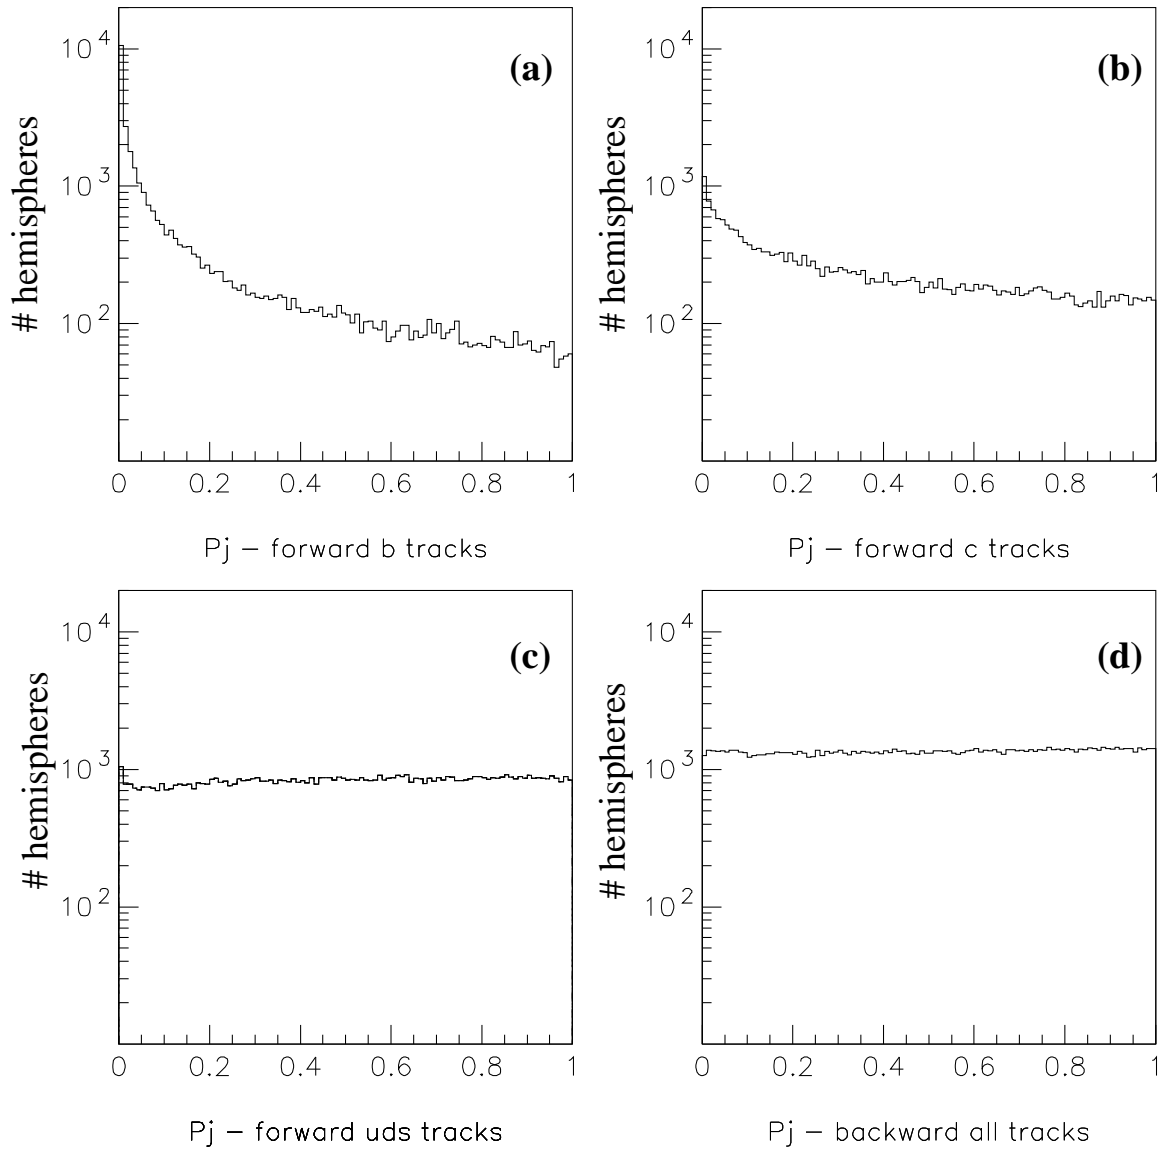 10^4
10^3
10^2
# hemispheres
(a)
0 0.2 0.4 0.6 0.8 1
Pj – forward b tracks
10^4
10^3
10^2
# hemispheres
(b)
0 0.2 0.4 0.6 0.8 1
Pj – forward c tracks
10^4
10^3
10^2
# hemispheres
(c)
0 0.2 0.4 0.6 0.8 1
Pj – forward uds tracks
10^4
10^3
10^2
# hemispheres
(d)
0 0.2 0.4 0.6 0.8 1
Pj – backward all tracks